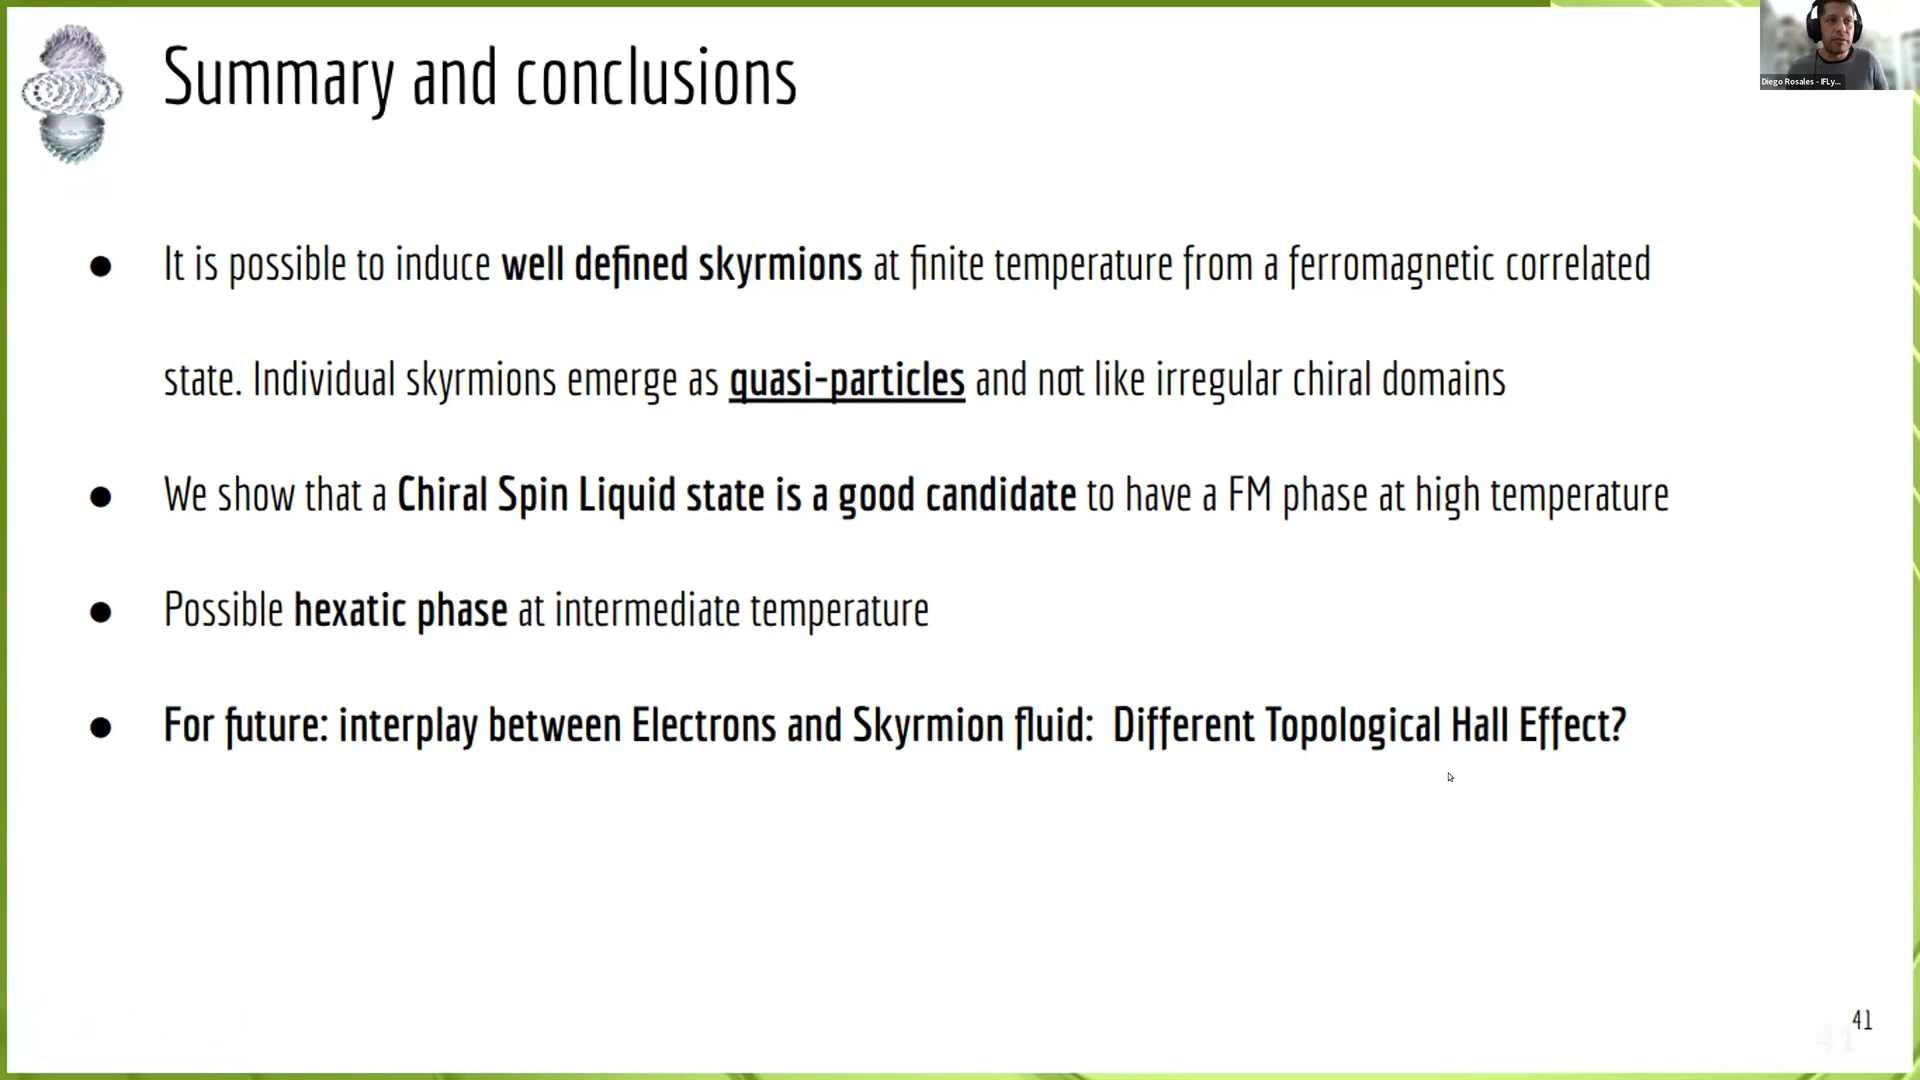 Summary and conclusions
Diego Rosales - IFLy...
● It is possible to induce well defined skyrmions at finite temperature from a ferromagnetic correlated
state. Individual skyrmions emerge as quasi-particles and not like irregular chiral domains
● We show that a Chiral Spin Liquid state is a good candidate to have a FM phase at high temperature
● Possible hexatic phase at intermediate temperature
● For future: interplay between Electrons and Skyrmion fluid: Different Topological Hall Effect?
41